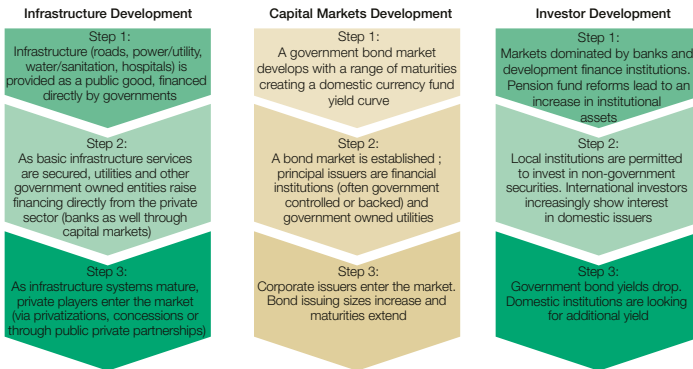 Infrastructure Development
Step 1:
Infrastructure (roads, power/utility,
water/sanitation, hospitals) is
provided as a public good, financed
directly by governments
Step 2:
As basic infrastructure services
are secured, utilities and other
government owned entities raise
financing directly from the private
sector (banks as well through
capital markets)
Step 3:
As infrastructure systems mature,
private players enter the market
(via privatizations, concessions or
through public private partnerships)
Capital Markets Development
Step 1:
A government bond market
develops with a range of maturities
creating a domestic currency fund
yield curve
Step 2:
A bond market is established ;
principal issuers are financial
institutions (often government
controlled or backed) and
government owned utilities
Step 3:
Corporate issuers enter the market.
Bond issuing sizes increase and
maturities extend
Investor Development
Step 1:
Markets dominated by banks and
development finance institutions.
Pension fund reforms lead to an
increase in institutional
assets
Step 2:
Local institutions are permitted
to invest in non-government
securities. International investors
increasingly show interest
in domestic issuers
Step 3:
Government bond yields drop.
Domestic institutions are looking
for additional yield